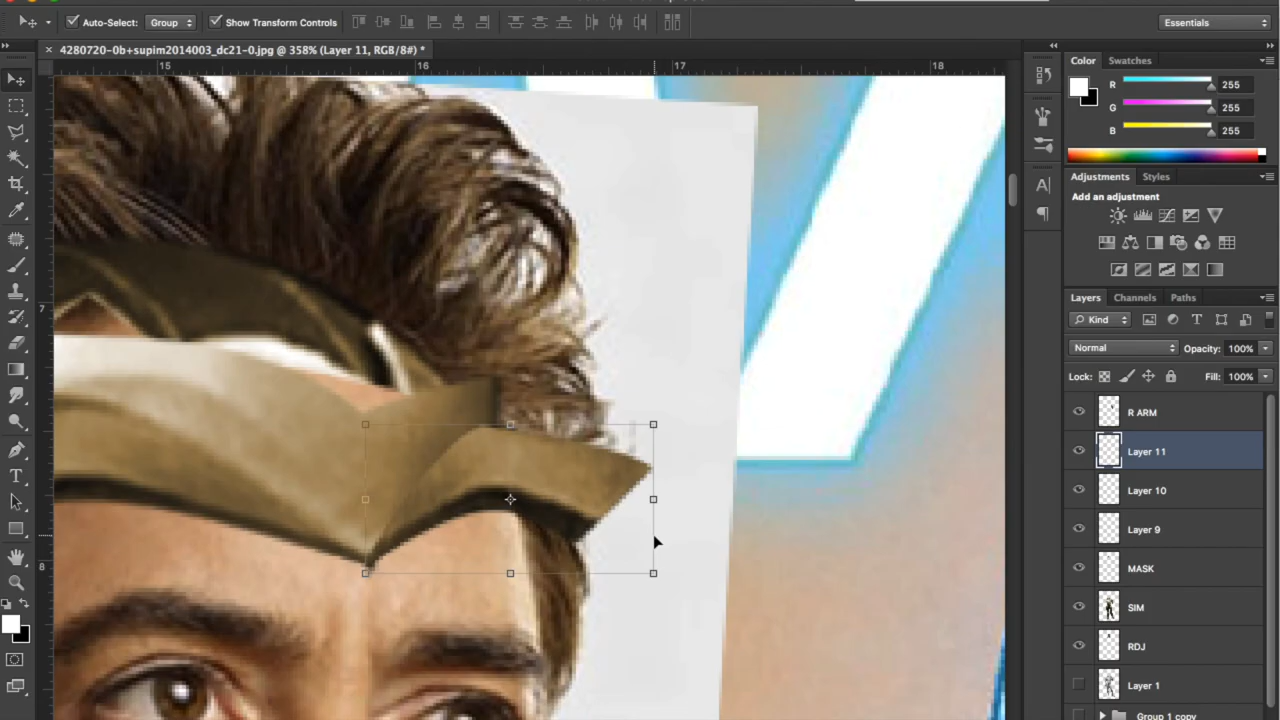 Auto-Select: Group Show Transform Controls Essentials
× 4280720-0b+supim2014003_dc21-0.jpg @ 358% (Layer 11, RGB/8#) *
15 16 17 18
7
8
Color Swatches
R 255
G 255
B 255
Adjustments Styles
Add an adjustment
Layers Channels Paths
Kind
Normal Opacity: 100%
Lock: Fill: 100%
R ARM
Layer 11
Layer 10
Layer 9
MASK
SIM
RDJ
Layer 1
Group 1 copy